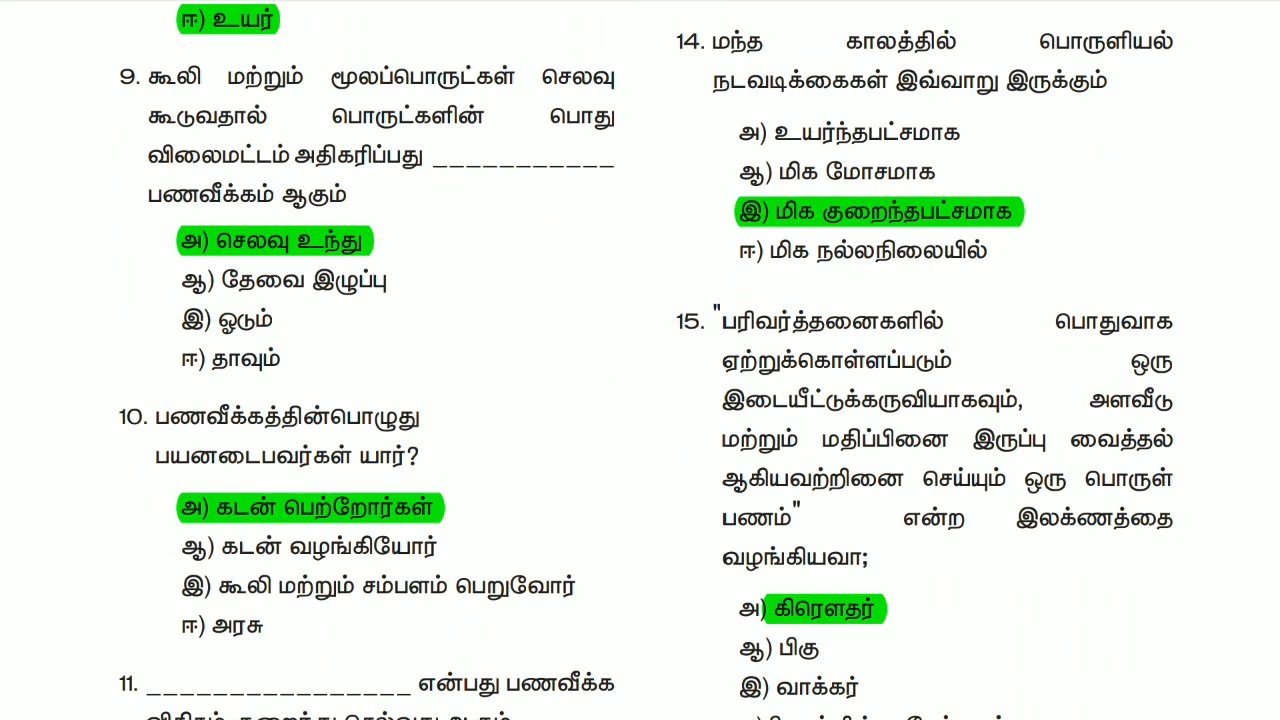 ஈ) உயர்
9. கூலி மற்றும் மூலப்பொருட்கள் செலவு
கூடுவதால் பொருட்களின் பொது
விலைமட்டம் அதிகரிப்பது ___________
பணவீக்கம் ஆகும்
அ) செலவு உந்து
ஆ) தேவை இழுப்பு
இ) ஓடும்
ஈ) தாவும்
10. பணவீக்கத்தின்பொழுது
பயனடைபவர்கள் யார்?
அ) கடன் பெற்றோர்கள்
ஆ) கடன் வழங்கியோர்
இ) கூலி மற்றும் சம்பளம் பெறுவோர்
ஈ) அரசு
11. ________________ என்பது பணவீக்க
14. மந்த காலத்தில் பொருளியல்
நடவடிக்கைகள் இவ்வாறு இருக்கும்
அ) உயர்ந்தபட்சமாக
ஆ) மிக மோசமாக
இ) மிக குறைந்தபட்சமாக
ஈ) மிக நல்லநிலையில்
15. "பரிவர்த்தனைகளில் பொதுவாக
ஏற்றுக்கொள்ளப்படும் ஒரு
இடையீட்டுக்கருவியாகவும், அளவீடு
மற்றும் மதிப்பினை இருப்பு வைத்தல்
ஆகியவற்றினை செய்யும் ஒரு பொருள்
பணம்" என்ற இலக்ணத்தை
வழங்கியவா;
அ) கிரௌதர்
ஆ) பிகு
இ) வாக்கர்